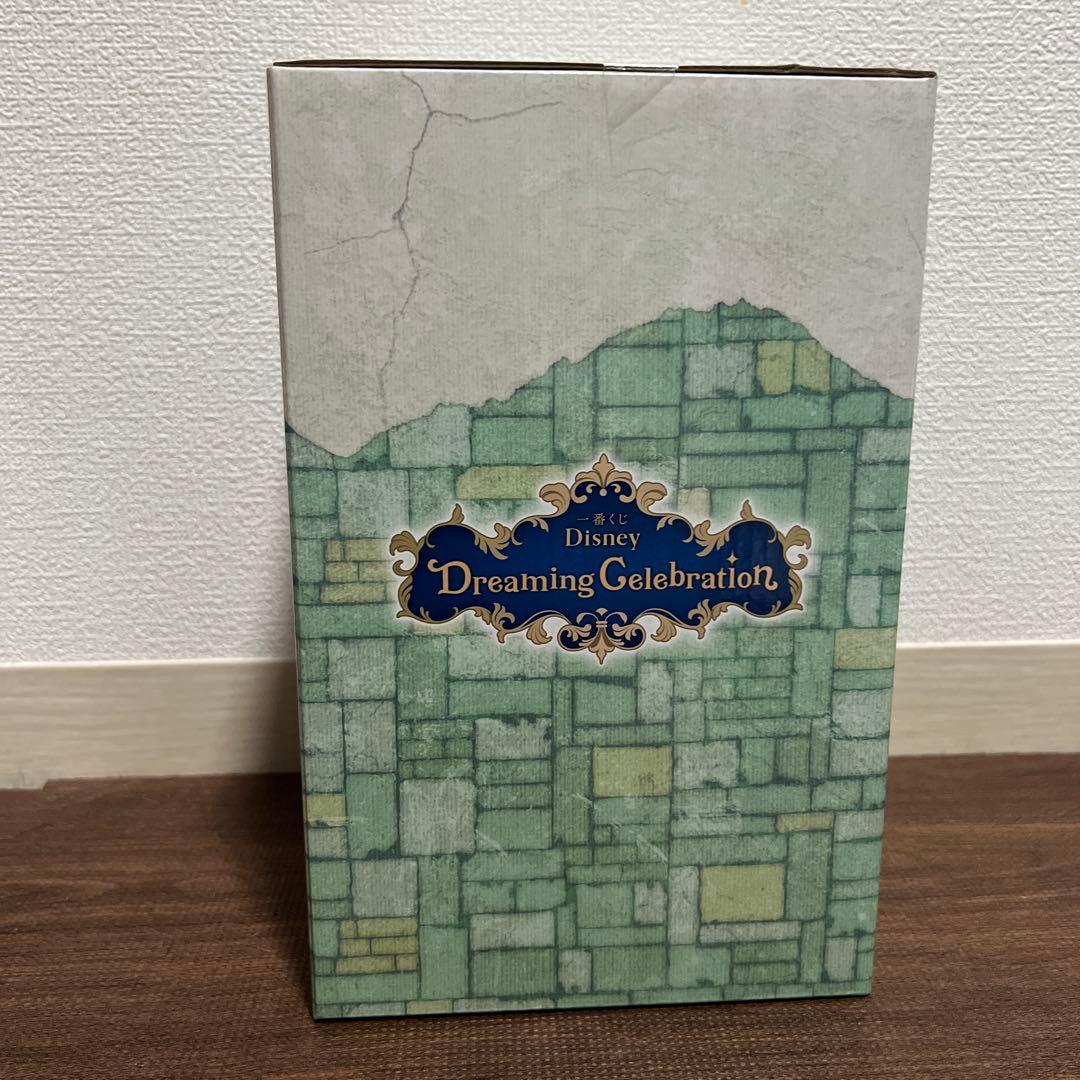 一番くじ
Disney
Dreaming Celebration